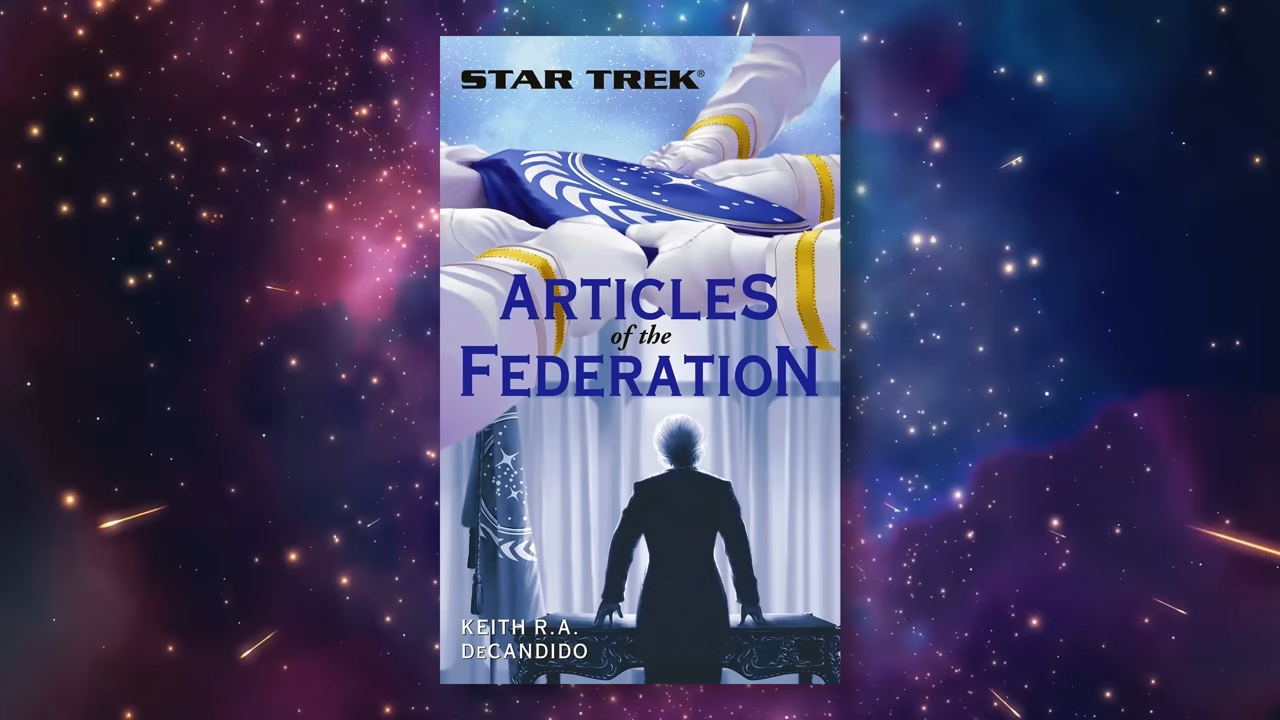 STAR TREK®
ARTICLES
of the
FEDERATION
KEITH R.A.
DECANDIDO